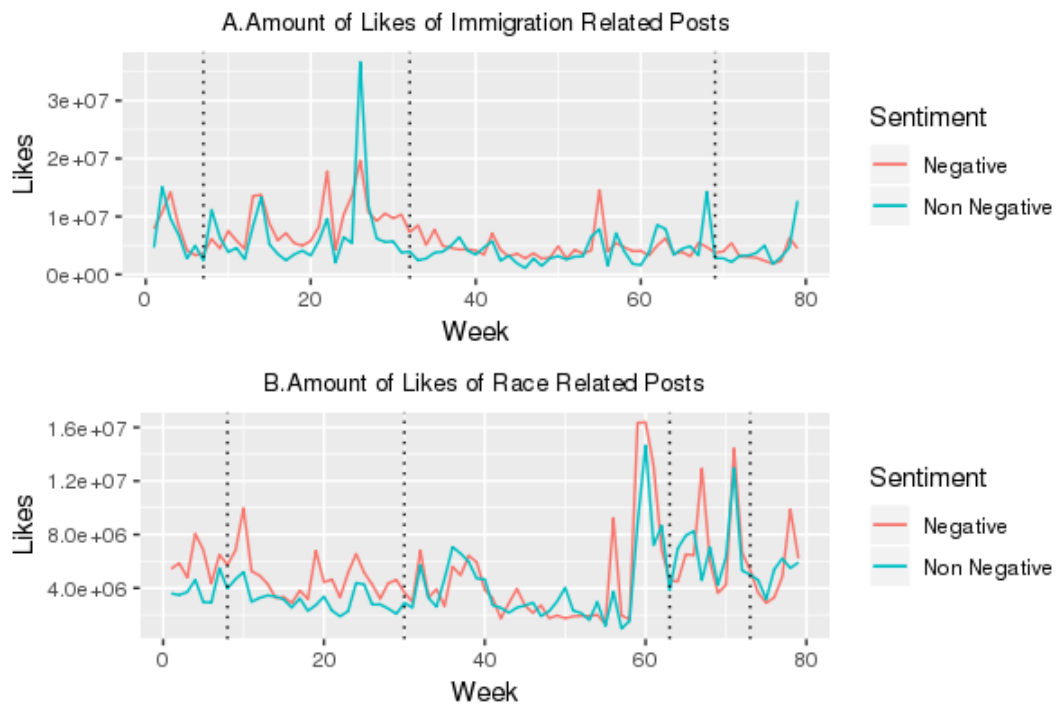 A.Amount of Likes of Immigration Related Posts
3e+07
2e+07
1e+07
0e+00
Likes
0 20 40 60 80
Week
Sentiment
Negative
Non Negative
B.Amount of Likes of Race Related Posts
1.6e+07
1.2e+07
8.0e+06
4.0e+06
Likes
0 20 40 60 80
Week
Sentiment
Negative
Non Negative